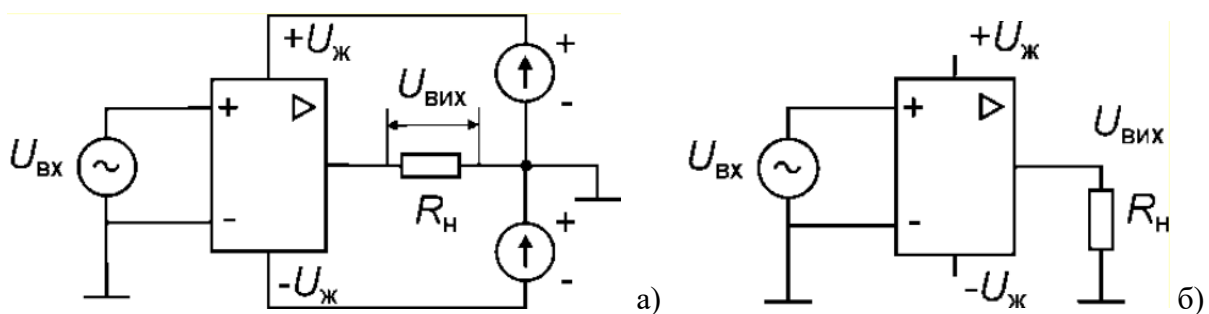 +Uж
+
Uвих
-
+
Uвх
-
Rн
+
-
-Uж
а)
+Uж
+
Uвих
Uвх
-
Rн
-Uж
б)